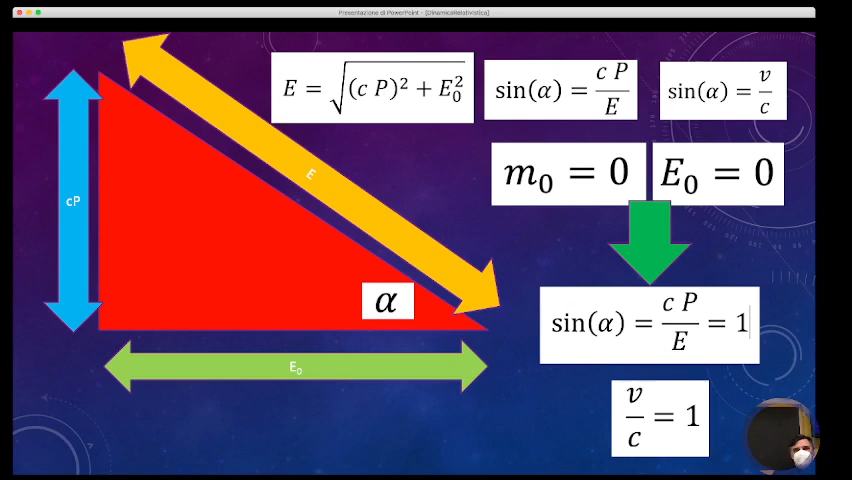 Presentazione di PowerPoint - [DinamicaRelativistica]
E = √((c P)² + E₀²)
sin(α) = c P / E
sin(α) = v / c
m₀ = 0
E₀ = 0
E
cP
α
sin(α) = c P / E = 1
E₀
v / c = 1